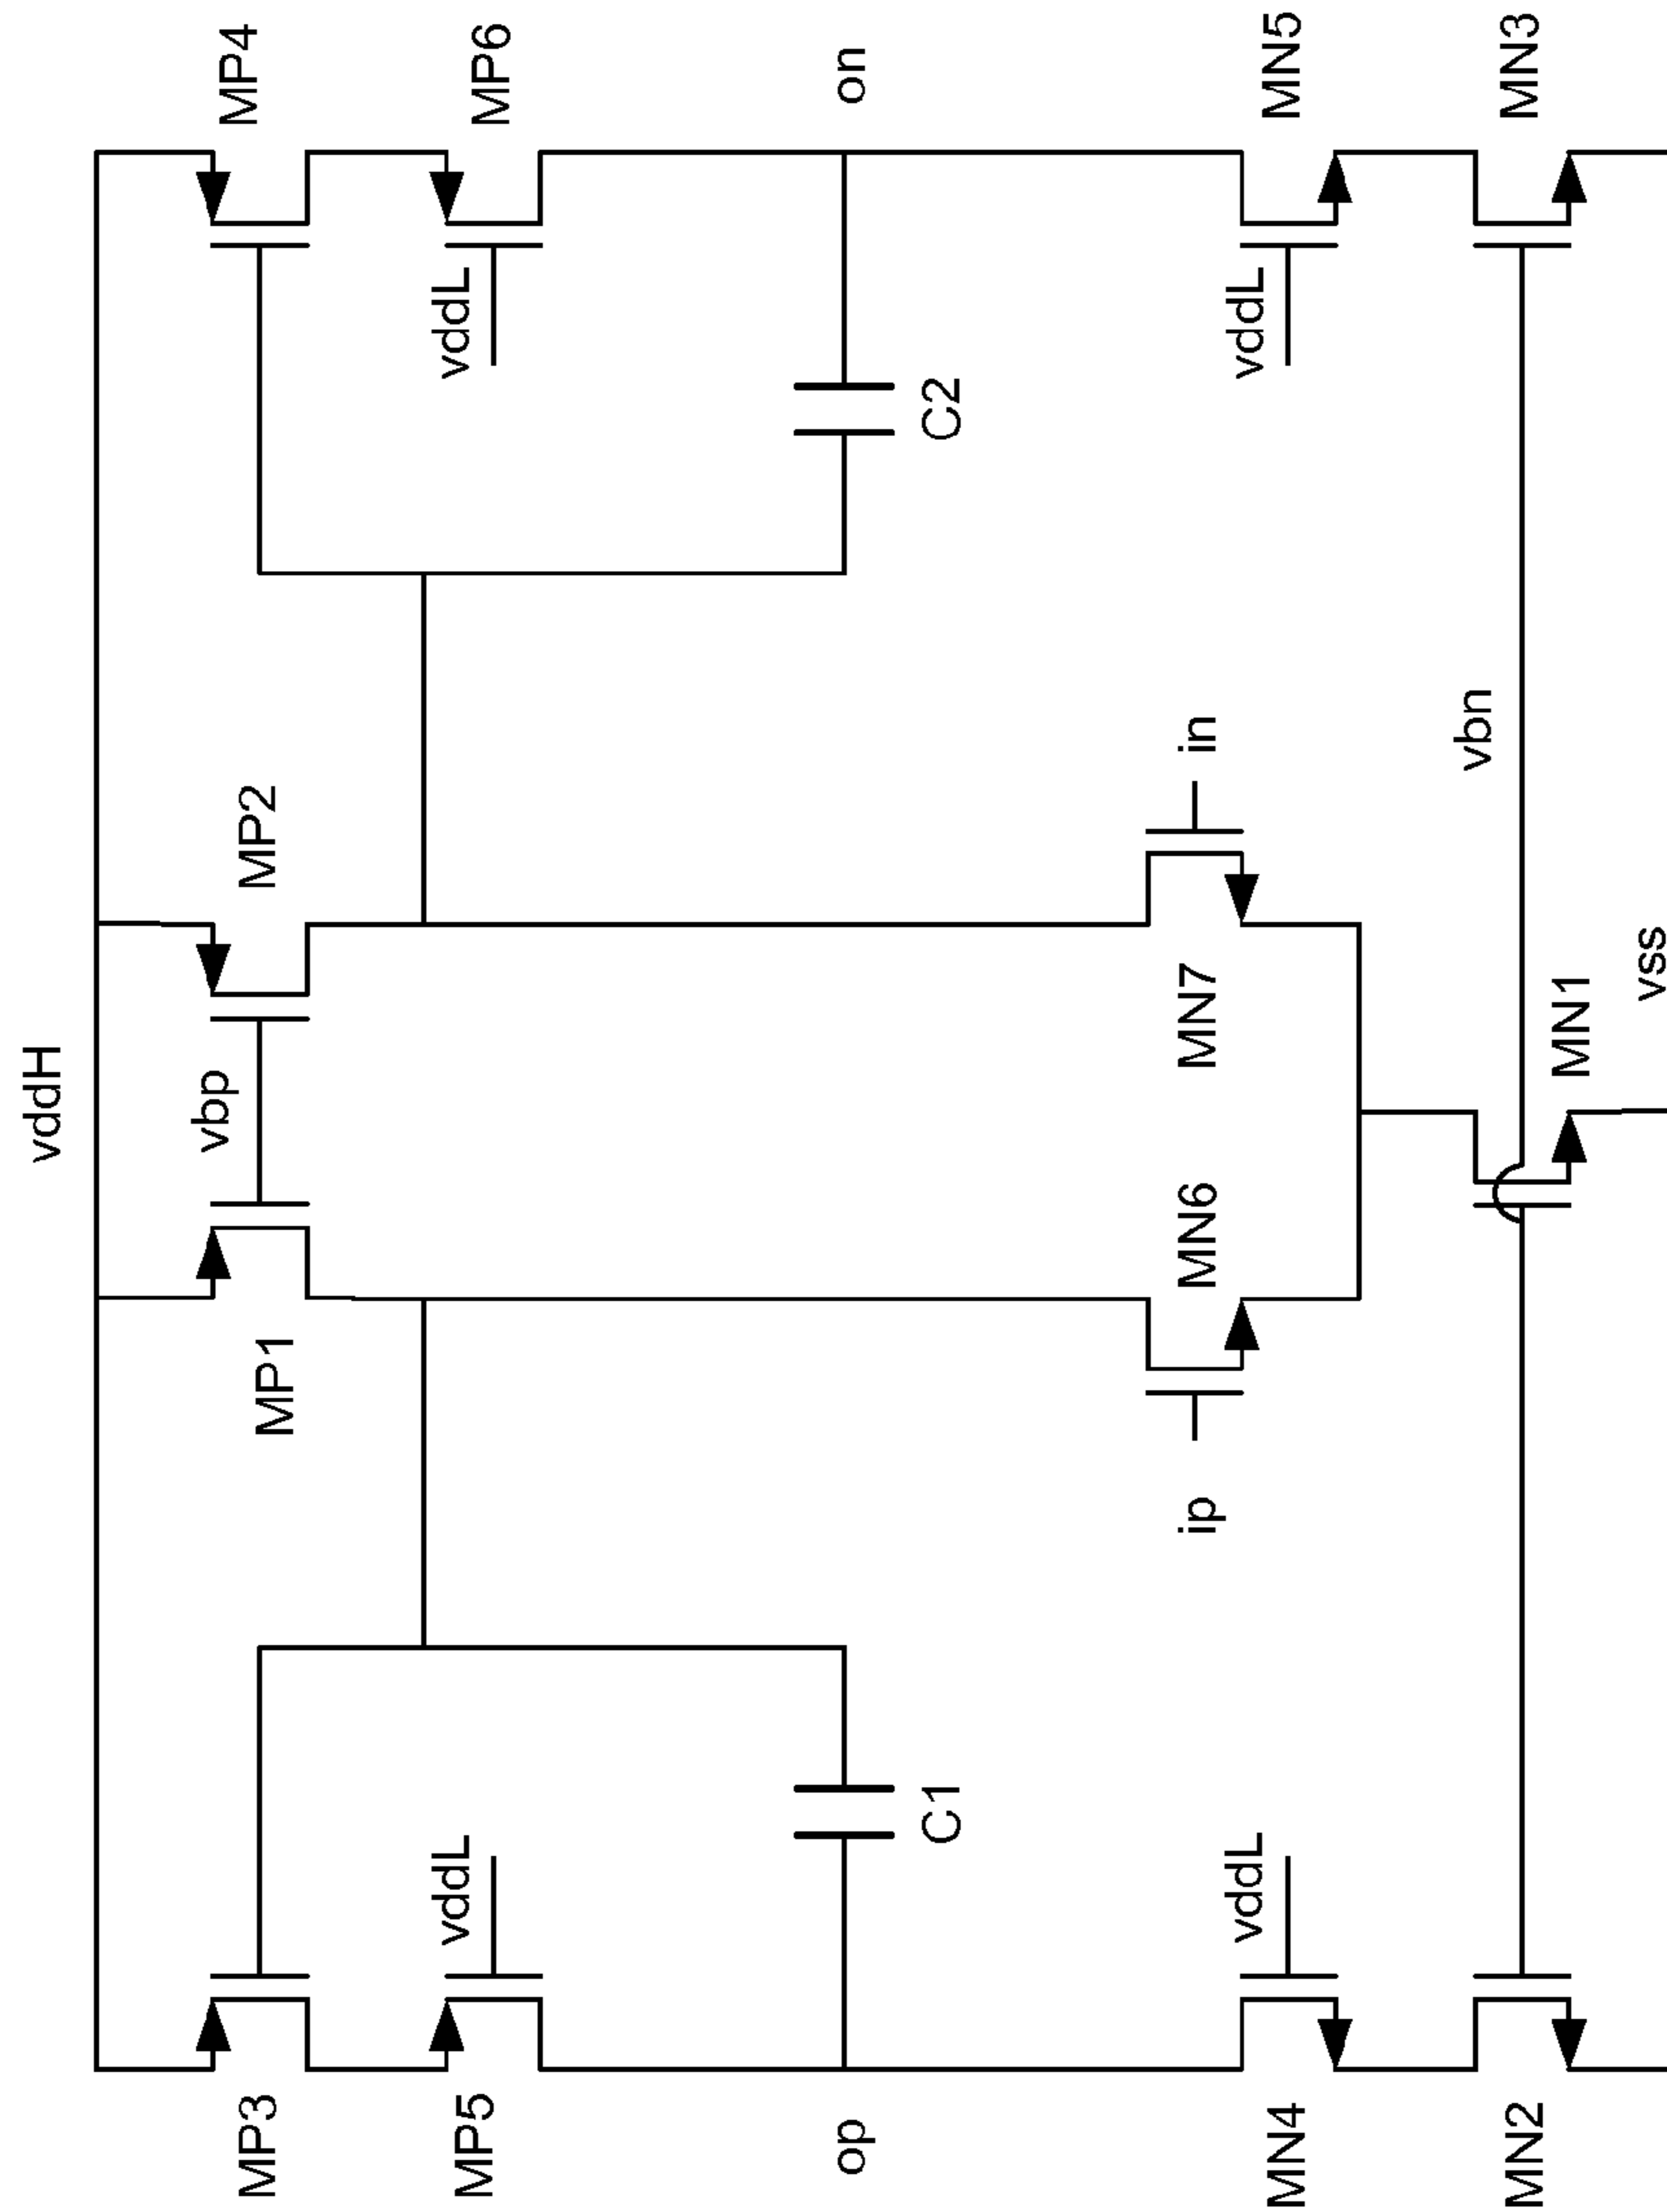 vddH
MP3
MP1
vbp
MP2
MP4
MP5
vddL
vddL
MP6
op
C1
C2
on
ip
MN6
MN7
in
MN4
vddL
vddL
MN5
MN2
MN1
vbn
MN3
vss